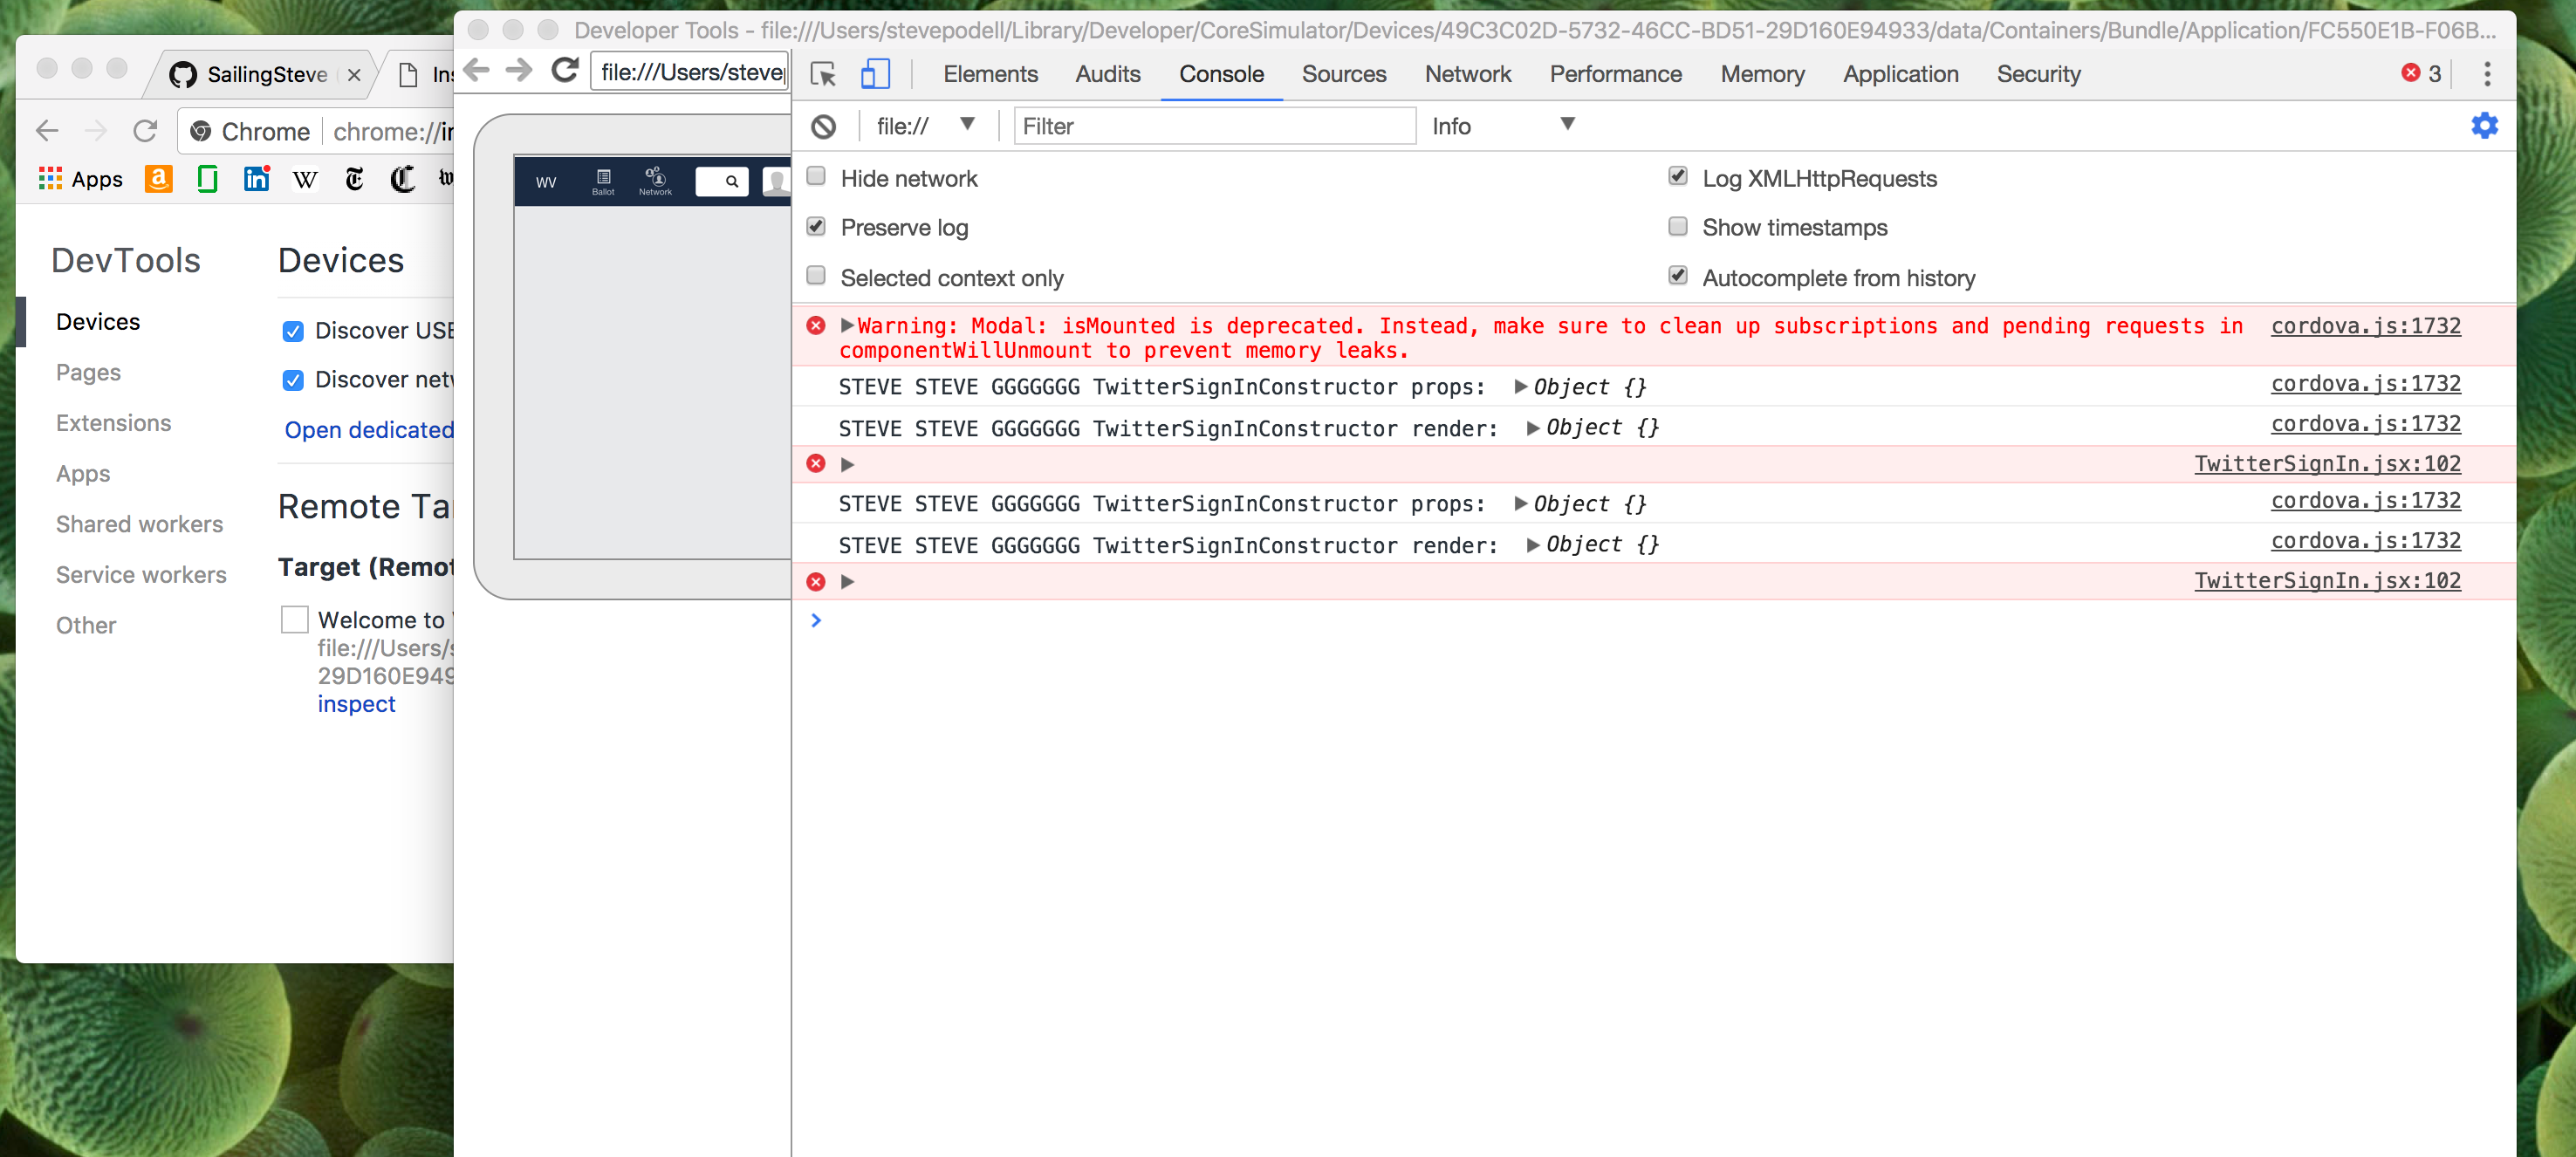 Developer Tools - file:///Users/stevepodell/Library/Developer/CoreSimulator/Devices/49C3C02D-5732-46CC-BD51-29D160E94933/data/Containers/Bundle/Application/FC550E1B-F06B...
SailingSteve
Ins
Chrome chrome://in
Apps
DevTools
Devices
Pages
Extensions
Apps
Shared workers
Service workers
Other
Devices
Discover USB
Discover netw
Open dedicated
Remote Tar
Target (Remot
Welcome to
file:///Users/s
29D160E949
inspect
file:///Users/stevep
WV
Ballot
Network
Elements Audits Console Sources Network Performance Memory Application Security 3
file:// Filter Info
Hide network Log XMLHttpRequests
Preserve log Show timestamps
Selected context only Autocomplete from history
Warning: Modal: isMounted is deprecated. Instead, make sure to clean up subscriptions and pending requests in cordova.js:1732
componentWillUnmount to prevent memory leaks.
STEVE STEVE GGGGGGG TwitterSignInConstructor props: Object {} cordova.js:1732
STEVE STEVE GGGGGGG TwitterSignInConstructor render: Object {} cordova.js:1732
TwitterSignIn.jsx:102
STEVE STEVE GGGGGGG TwitterSignInConstructor props: Object {} cordova.js:1732
STEVE STEVE GGGGGGG TwitterSignInConstructor render: Object {} cordova.js:1732
TwitterSignIn.jsx:102